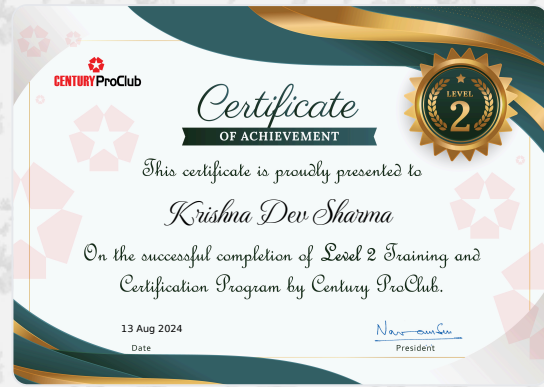 CENTURY ProClub
Certificate
OF ACHIEVEMENT
LEVEL
2
This certificate is proudly presented to
Krishna Dev Sharma
On the successful completion of Level 2 Training and
Certification Program by Century ProClub.
13 Aug 2024
Date
President